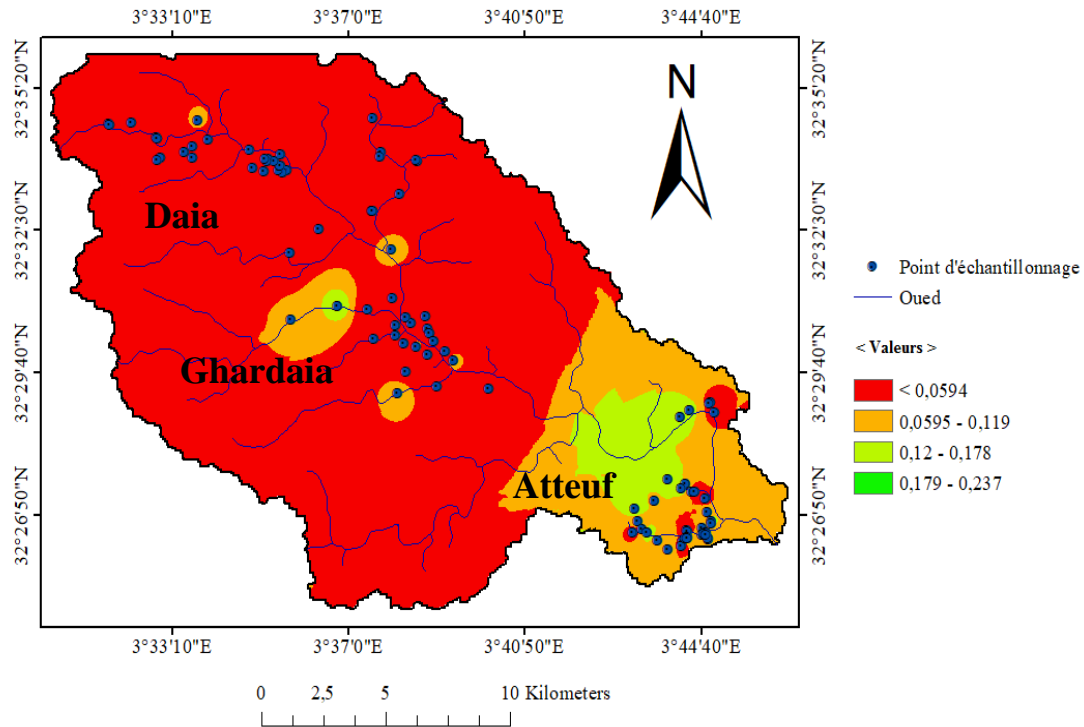 3°33'10"E 3°37'0"E 3°40'50"E 3°44'40"E
32°35'20"N 32°35'20"N
32°32'30"N 32°32'30"N
32°29'40"N 32°29'40"N
32°26'50"N 32°26'50"N
N
Daia
Ghardaia
Atteuf
Point d'échantillonnage
Oued
< Valeurs >
< 0,0594
0,0595 - 0,119
0,12 - 0,178
0,179 - 0,237
3°33'10"E 3°37'0"E 3°40'50"E 3°44'40"E
0 2,5 5 10 Kilometers